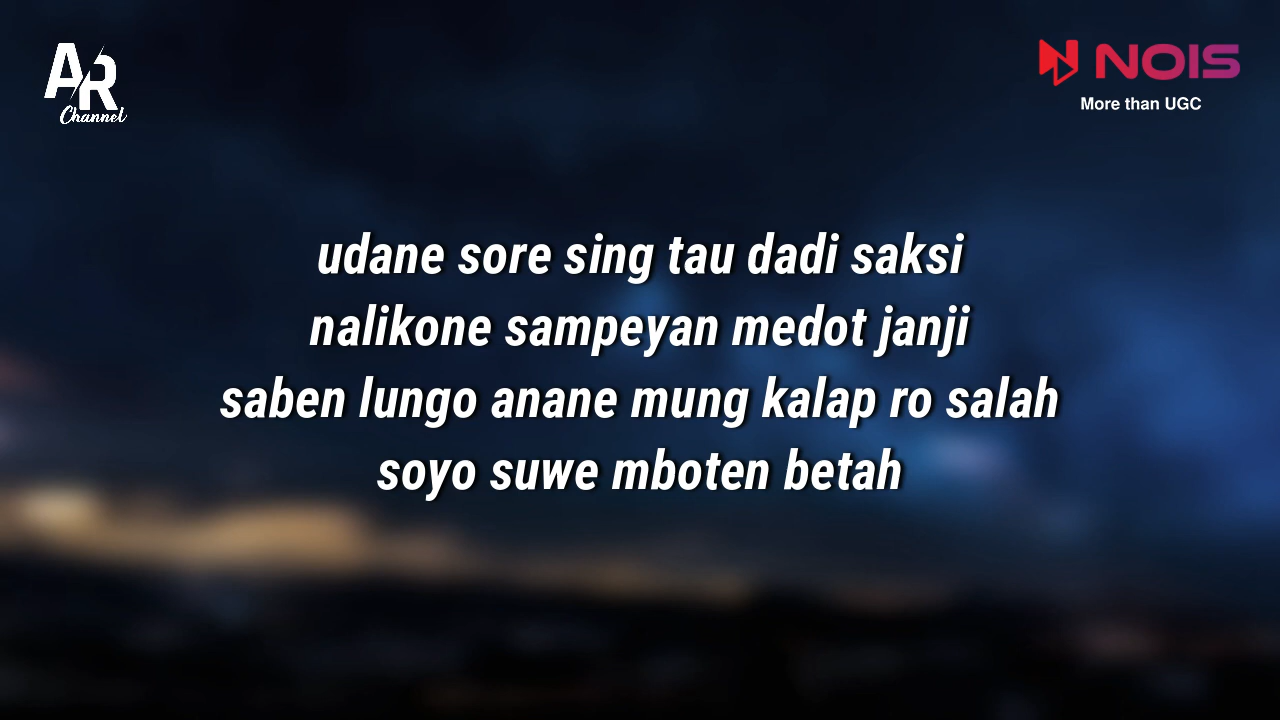 AR
Channel
NOIS
More than UGC
udane sore sing tau dadi saksi
nalikone sampeyan medot janji
saben lungo anane mung kalap ro salah
soyo suwe mboten betah